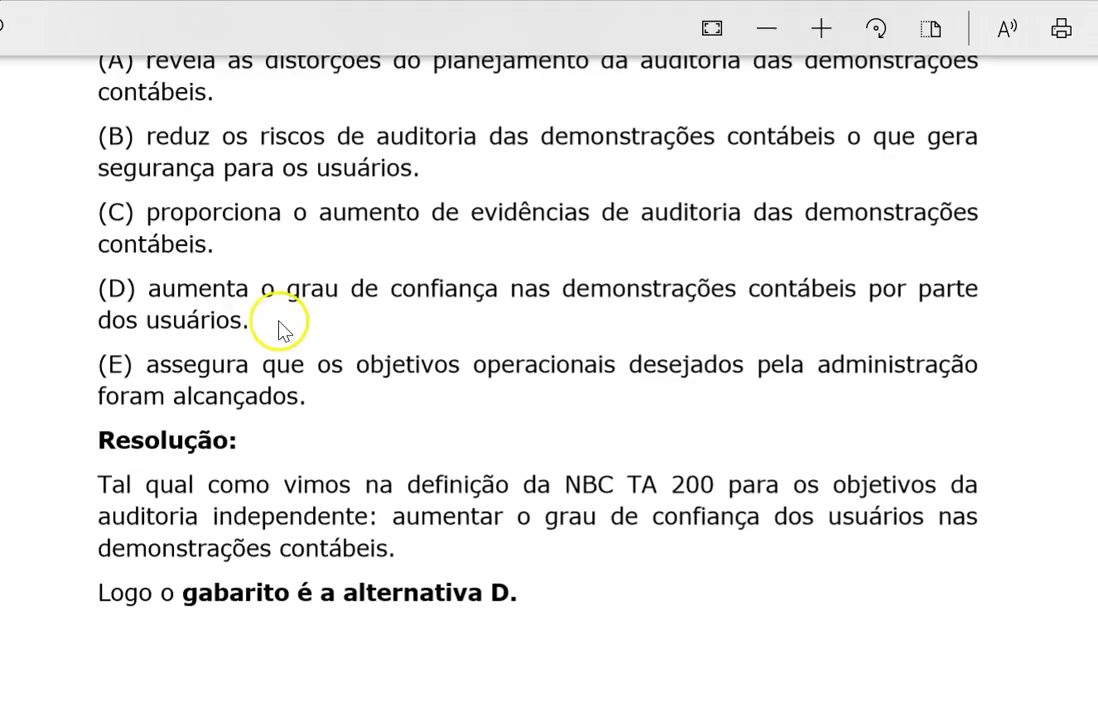 (A) revela as distorções do planejamento da auditoria das demonstrações
contábeis.
(B) reduz os riscos de auditoria das demonstrações contábeis o que gera
segurança para os usuários.
(C) proporciona o aumento de evidências de auditoria das demonstrações
contábeis.
(D) aumenta o grau de confiança nas demonstrações contábeis por parte
dos usuários.
(E) assegura que os objetivos operacionais desejados pela administração
foram alcançados.
Resolução:
Tal qual como vimos na definição da NBC TA 200 para os objetivos da
auditoria independente: aumentar o grau de confiança dos usuários nas
demonstrações contábeis.
Logo o gabarito é a alternativa D.